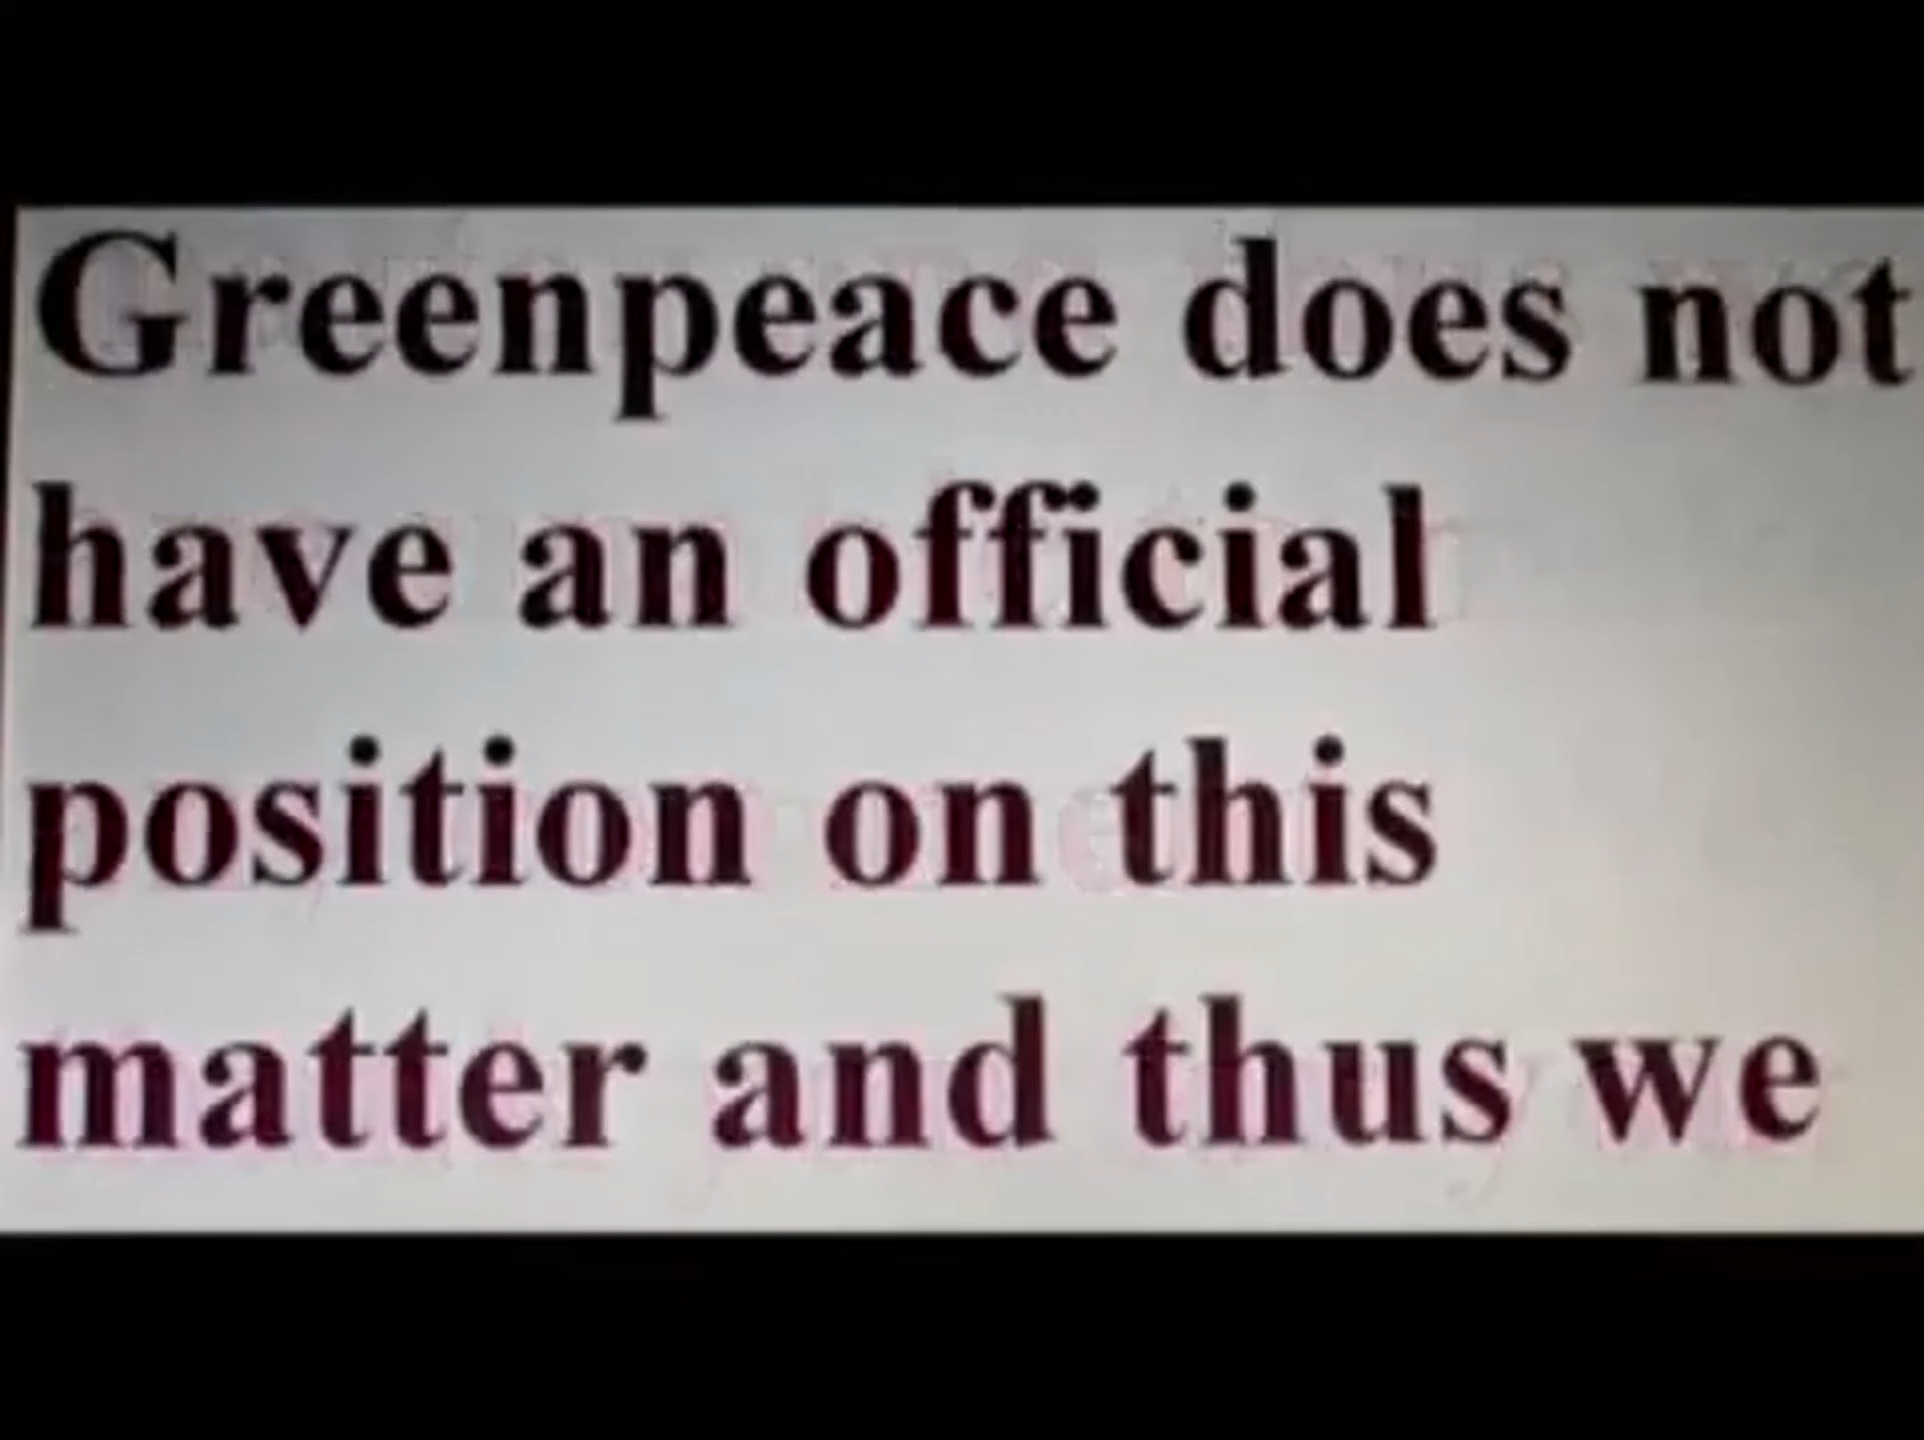 Greenpeace does not
have an official
position on this
matter and thus we